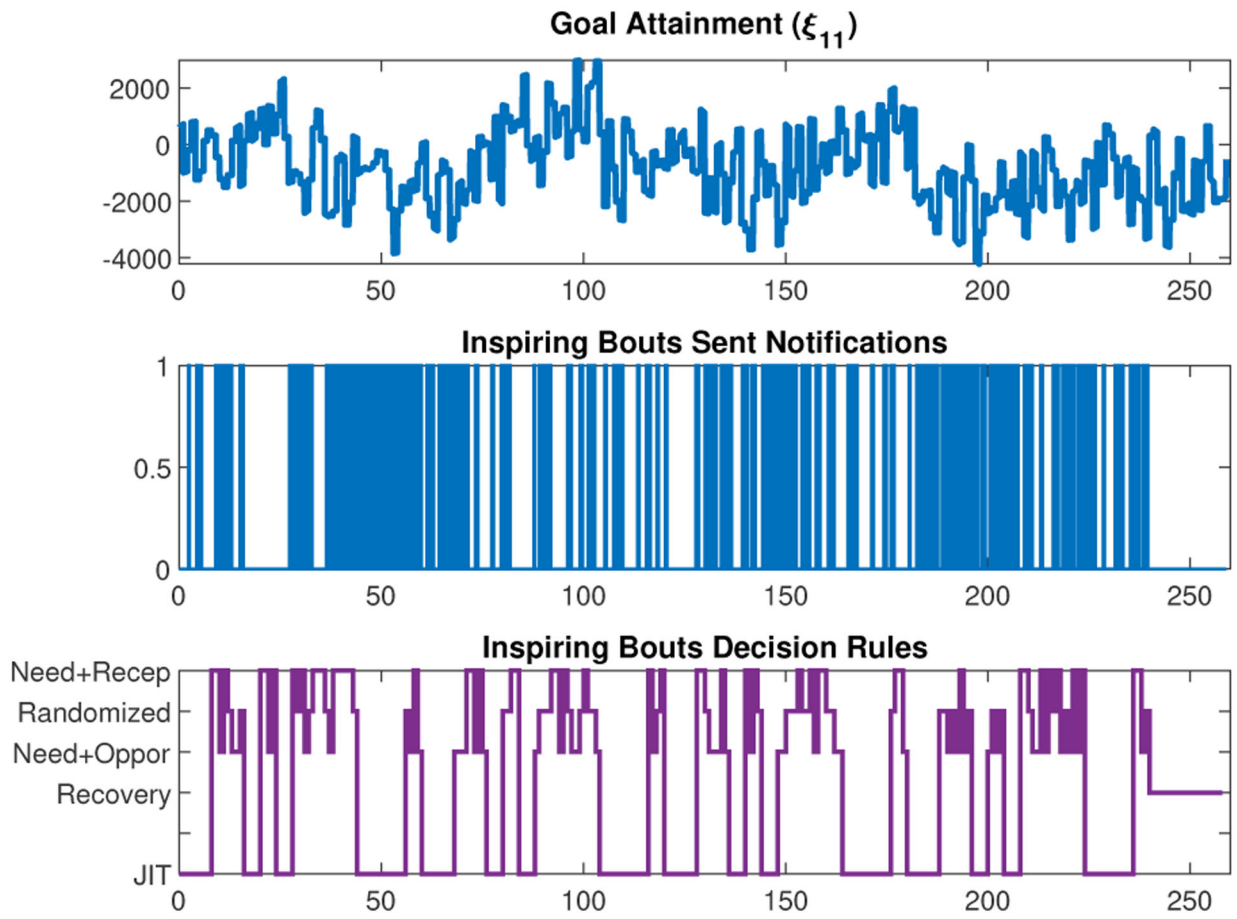 Goal Attainment (ξ11)
2000
0
-2000
-4000
0 50 100 150 200 250
Inspiring Bouts Sent Notifications
1
0.5
0
0 50 100 150 200 250
Inspiring Bouts Decision Rules
Need+Recep
Randomized
Need+Oppor
Recovery
JIT
0 50 100 150 200 250